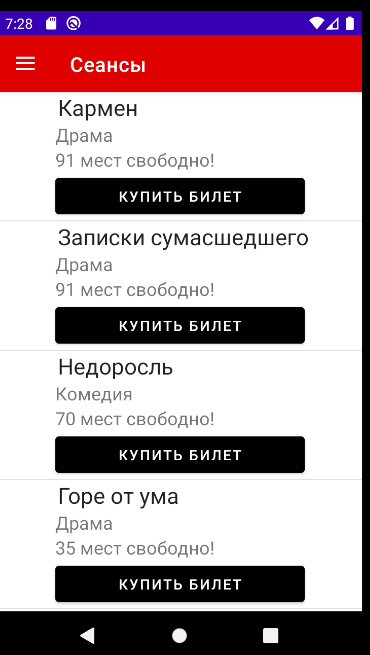 7:28
Сеансы
Кармен
Драма
91 мест свободно!
КУПИТЬ БИЛЕТ
Записки сумасшедшего
Драма
91 мест свободно!
КУПИТЬ БИЛЕТ
Недоросль
Комедия
70 мест свободно!
КУПИТЬ БИЛЕТ
Горе от ума
Драма
35 мест свободно!
КУПИТЬ БИЛЕТ